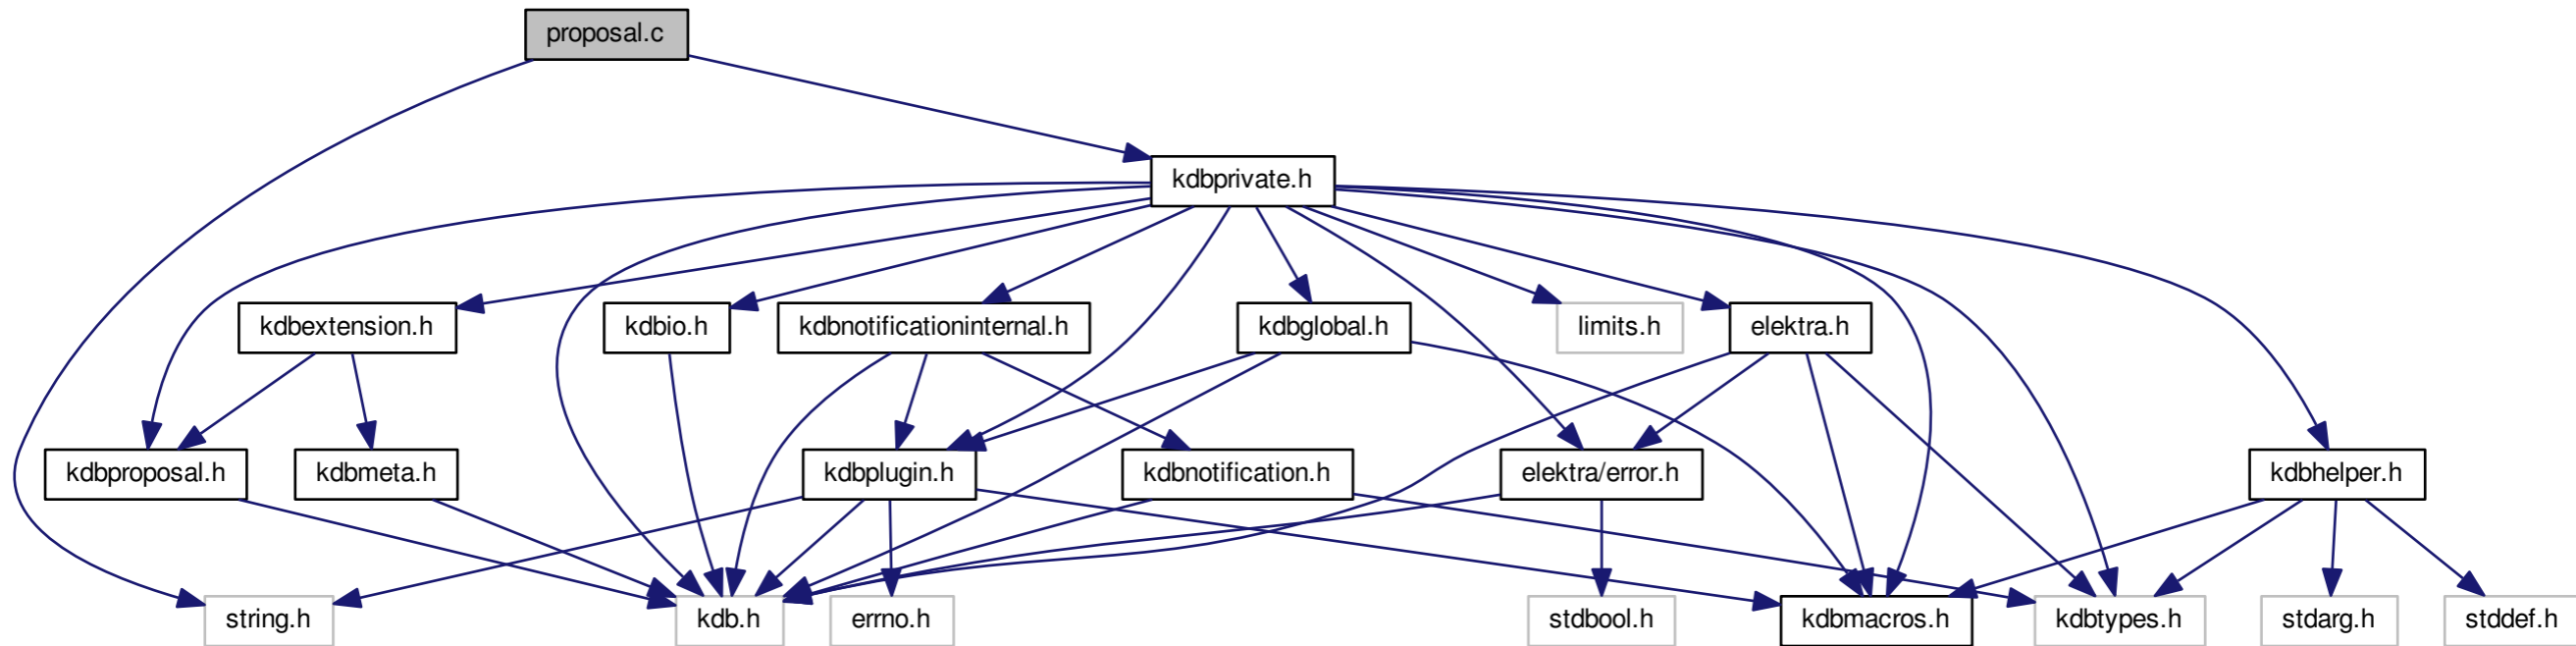 proposal.c
kdbprivate.h
kdbextension.h
kdbio.h
kdbnotificationinternal.h
kdbglobal.h
limits.h
elektra.h
kdbproposal.h
kdbmeta.h
kdbplugin.h
kdbnotification.h
elektra/error.h
kdbhelper.h
string.h
kdb.h
errno.h
stdbool.h
kdbmacros.h
kdbtypes.h
stdarg.h
stddef.h